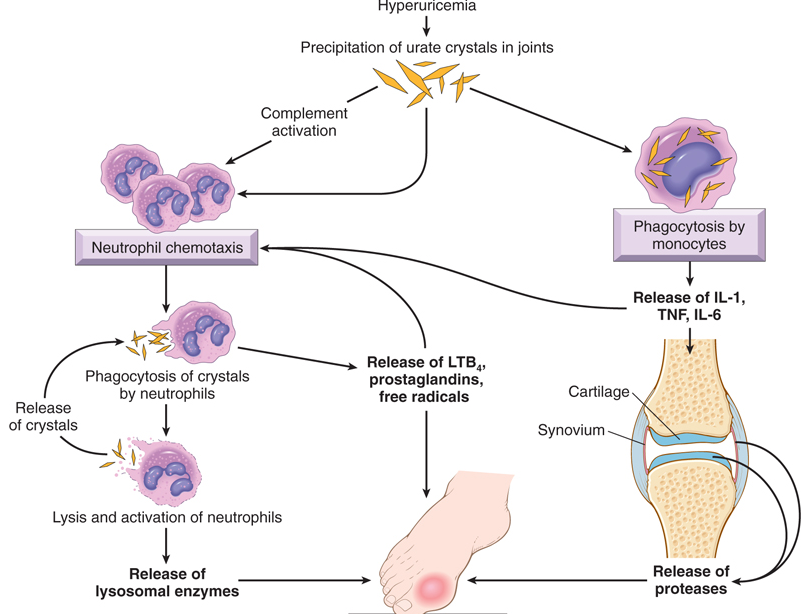 Hyperuricemia
Precipitation of urate crystals in joints
Complement
activation
Neutrophil chemotaxis
Phagocytosis by
monocytes
Release of IL-1,
TNF, IL-6
Release of LTB₄,
prostaglandins,
free radicals
Phagocytosis of crystals
by neutrophils
Release
of crystals
Cartilage
Synovium
Lysis and activation of neutrophils
Release of
lysosomal enzymes
Release of
proteases